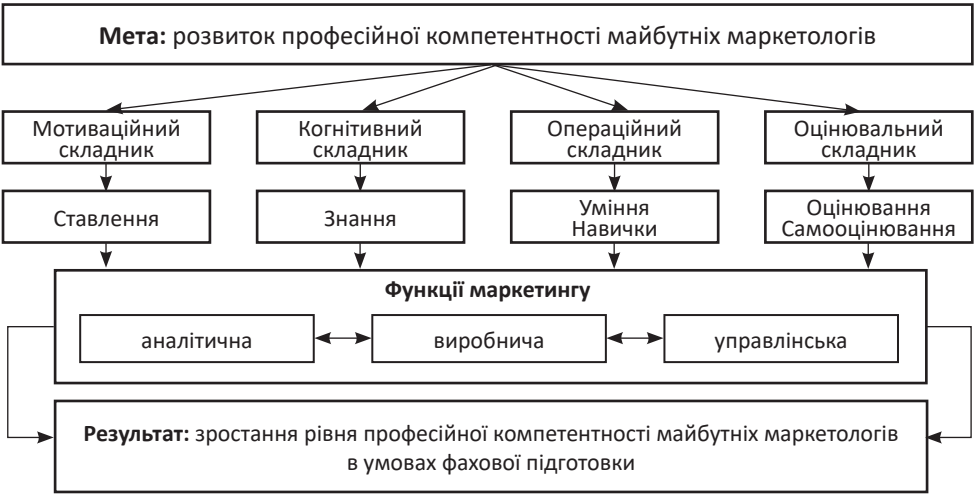 Мета: розвиток професійної компетентності майбутніх маркетологів
Мотиваційний
складник
Когнітивний
складник
Операційний
складник
Оцінювальний
складник
Ставлення
Знання
Уміння
Навички
Оцінювання
Самооцінювання
Функції маркетингу
аналітична
виробнича
управлінська
Результат: зростання рівня професійної компетентності майбутніх маркетологів
в умовах фахової підготовки